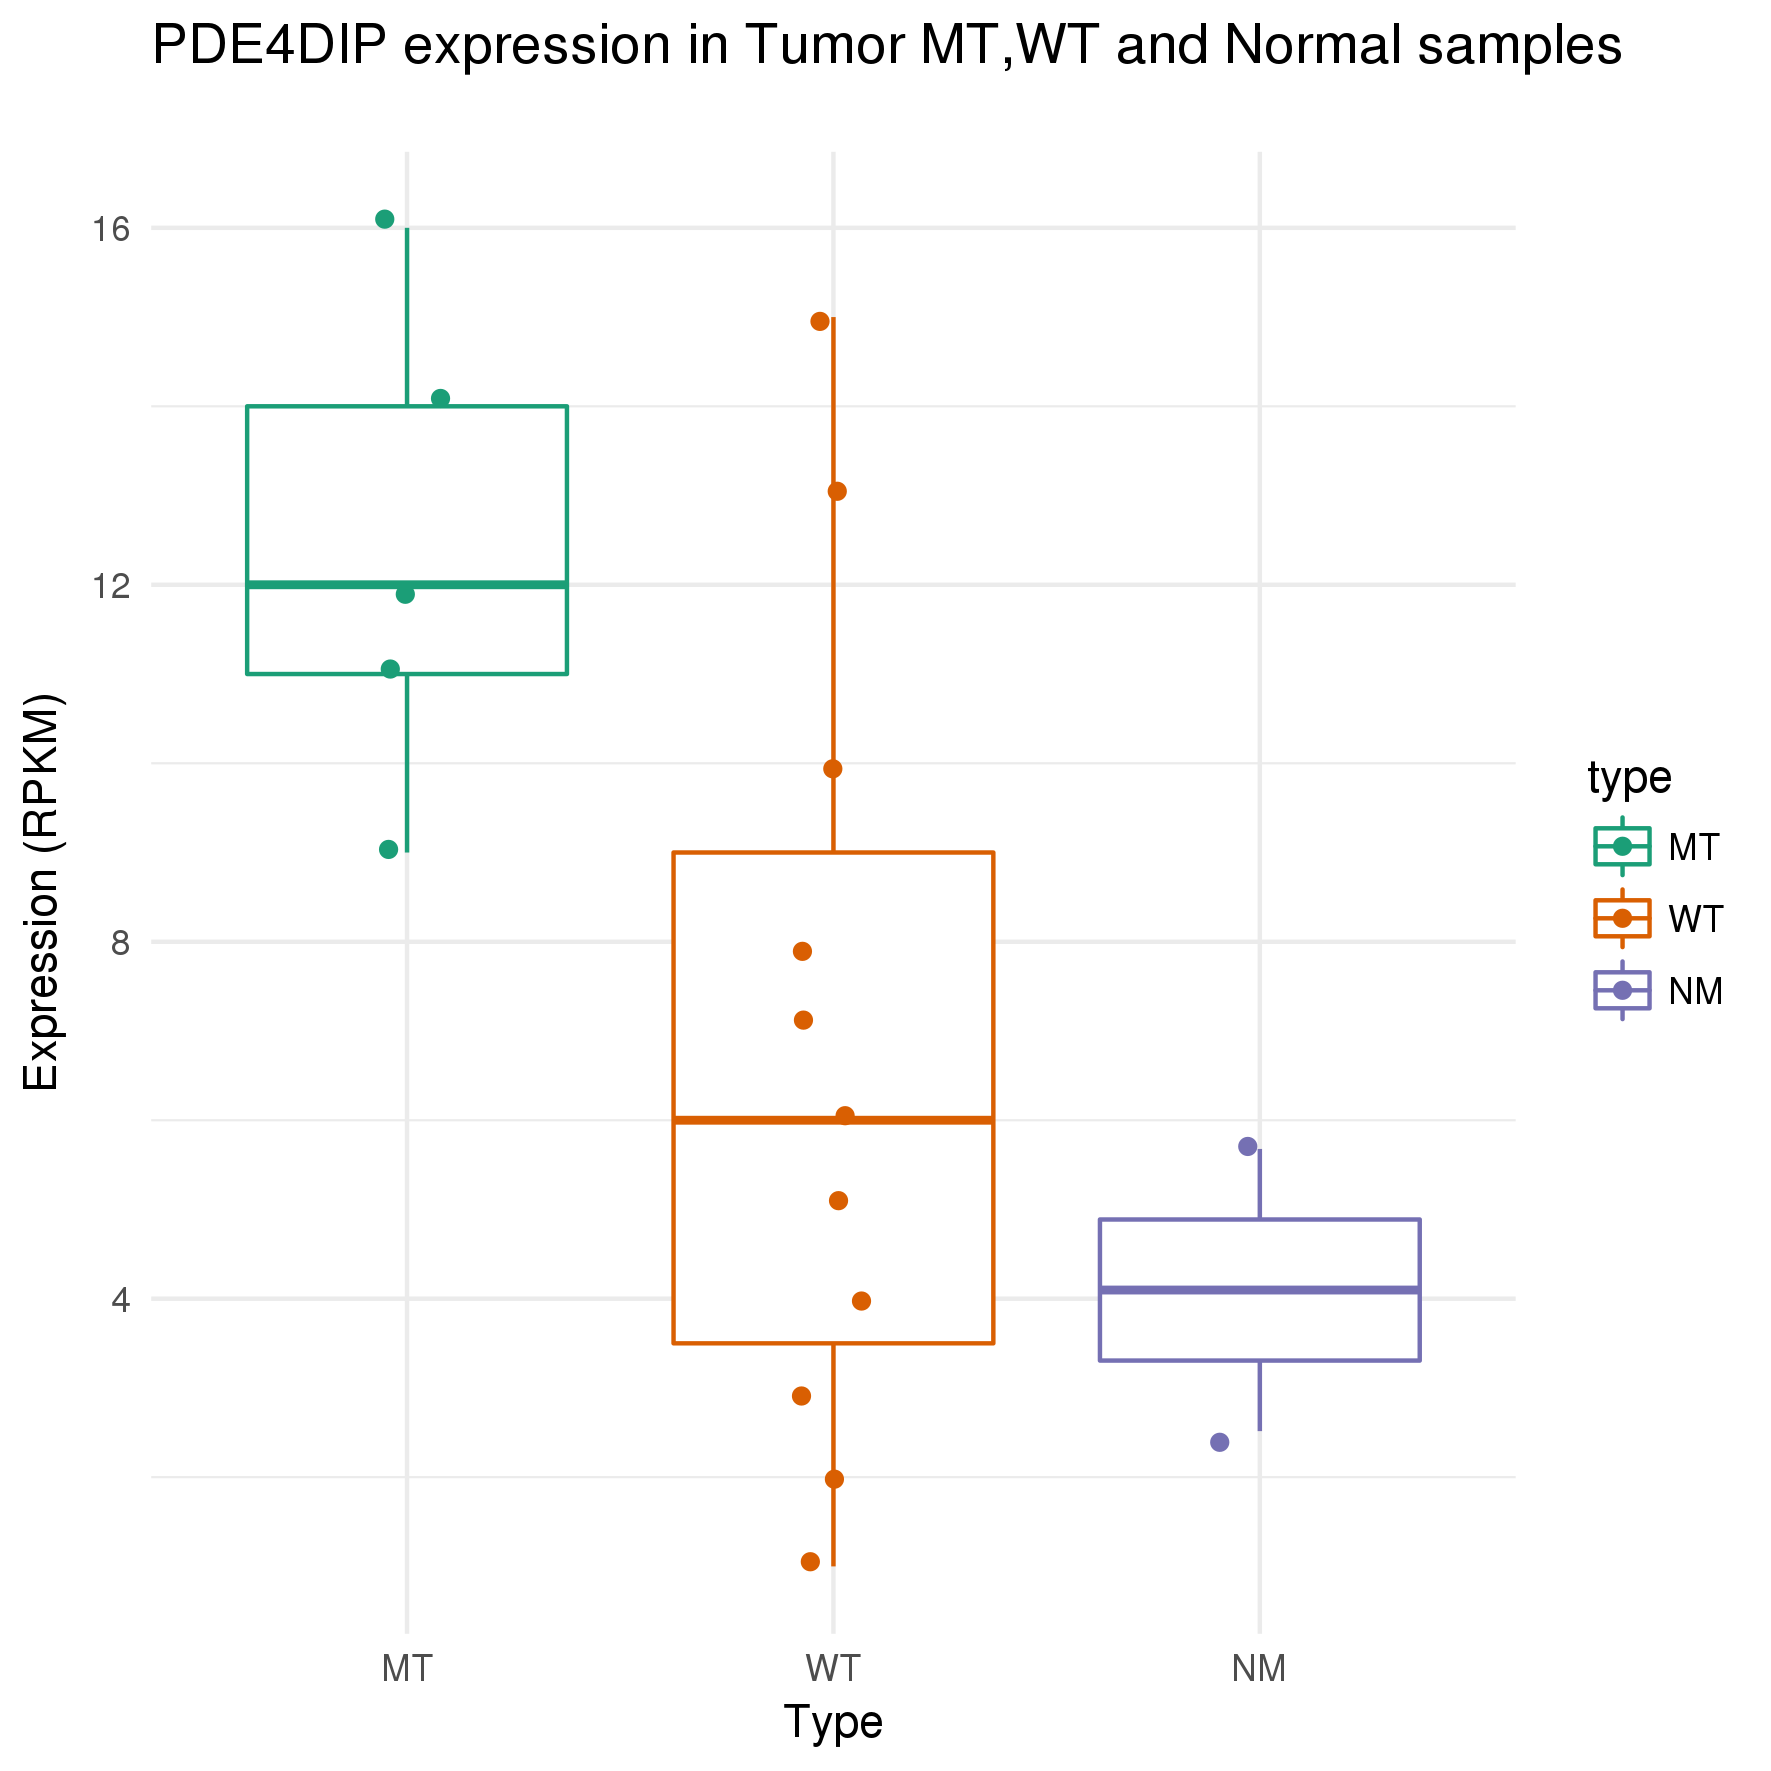 PDE4DIP expression in Tumor MT,WT and Normal samples
16
12
8
4
Expression (RPKM)
MT
WT
NM
Type
type
MT
WT
NM